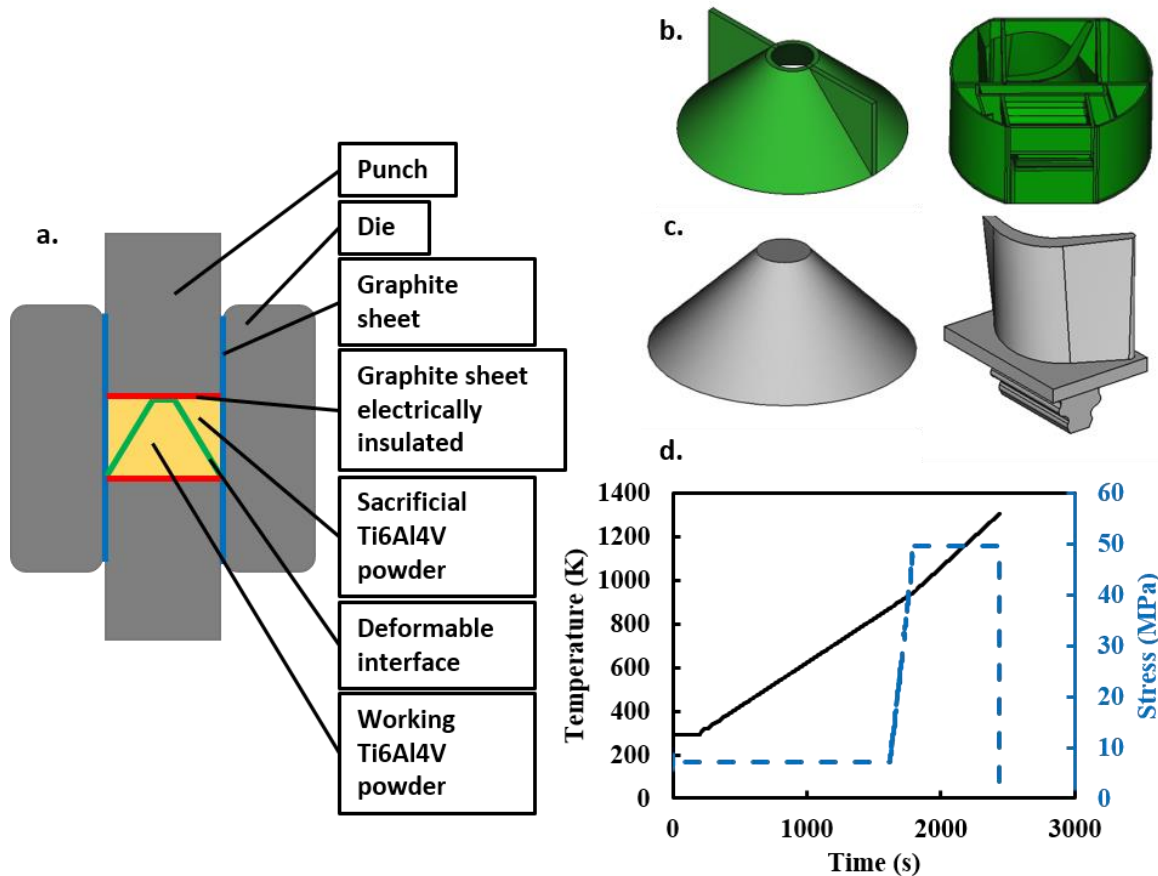 a.
Punch
Die
Graphite
sheet
Graphite sheet
electrically
insulated
Sacrificial
Ti6Al4V
powder
Deformable
interface
Working
Ti6Al4V
powder
b.
c.
d.
1400
1200
1000
800
600
400
200
0
Temperature (K)
60
50
40
30
20
10
0
Stress (MPa)
0
1000
2000
3000
Time (s)